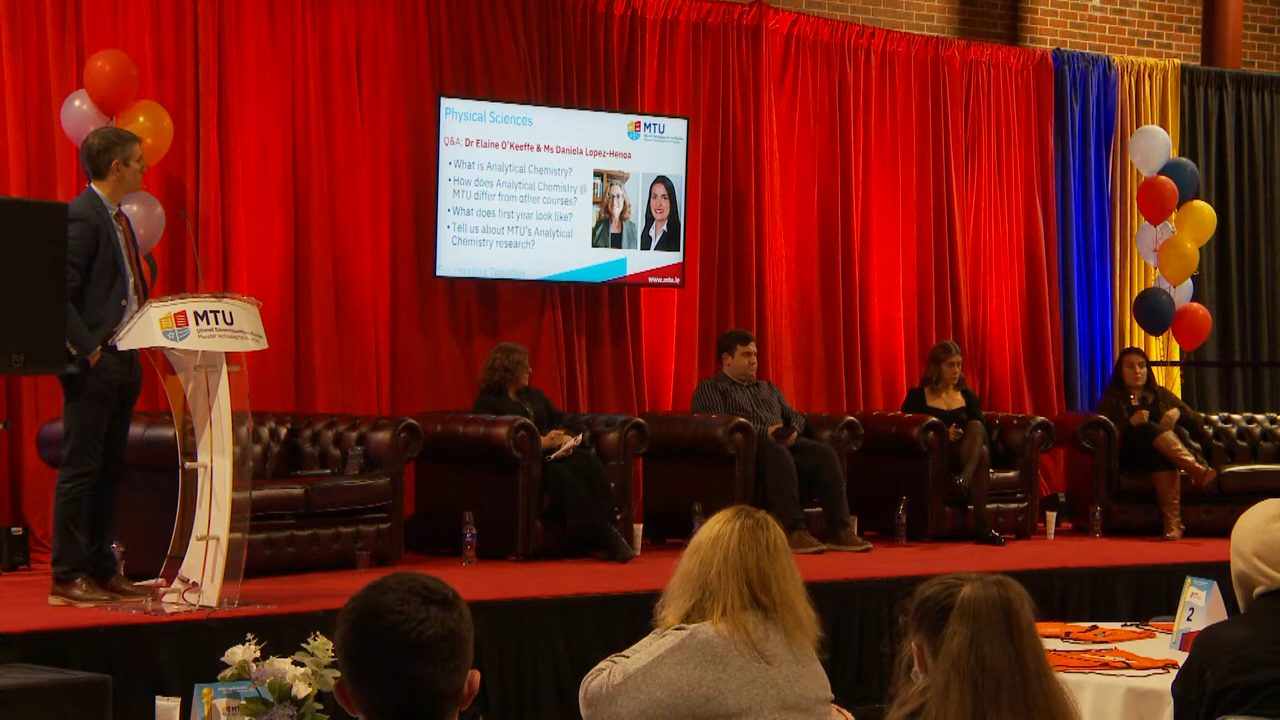 Physical Sciences
MTU
Q&A: Dr Elaine O'Keeffe & Ms Daniela Lopez-Henoa
• What is Analytical Chemistry?
• How does Analytical Chemistry @
MTU differ from other courses?
• What does first year look like?
• Tell us about MTU's Analytical
Chemistry research?
www.mtu.ie
MTU
2
MTU